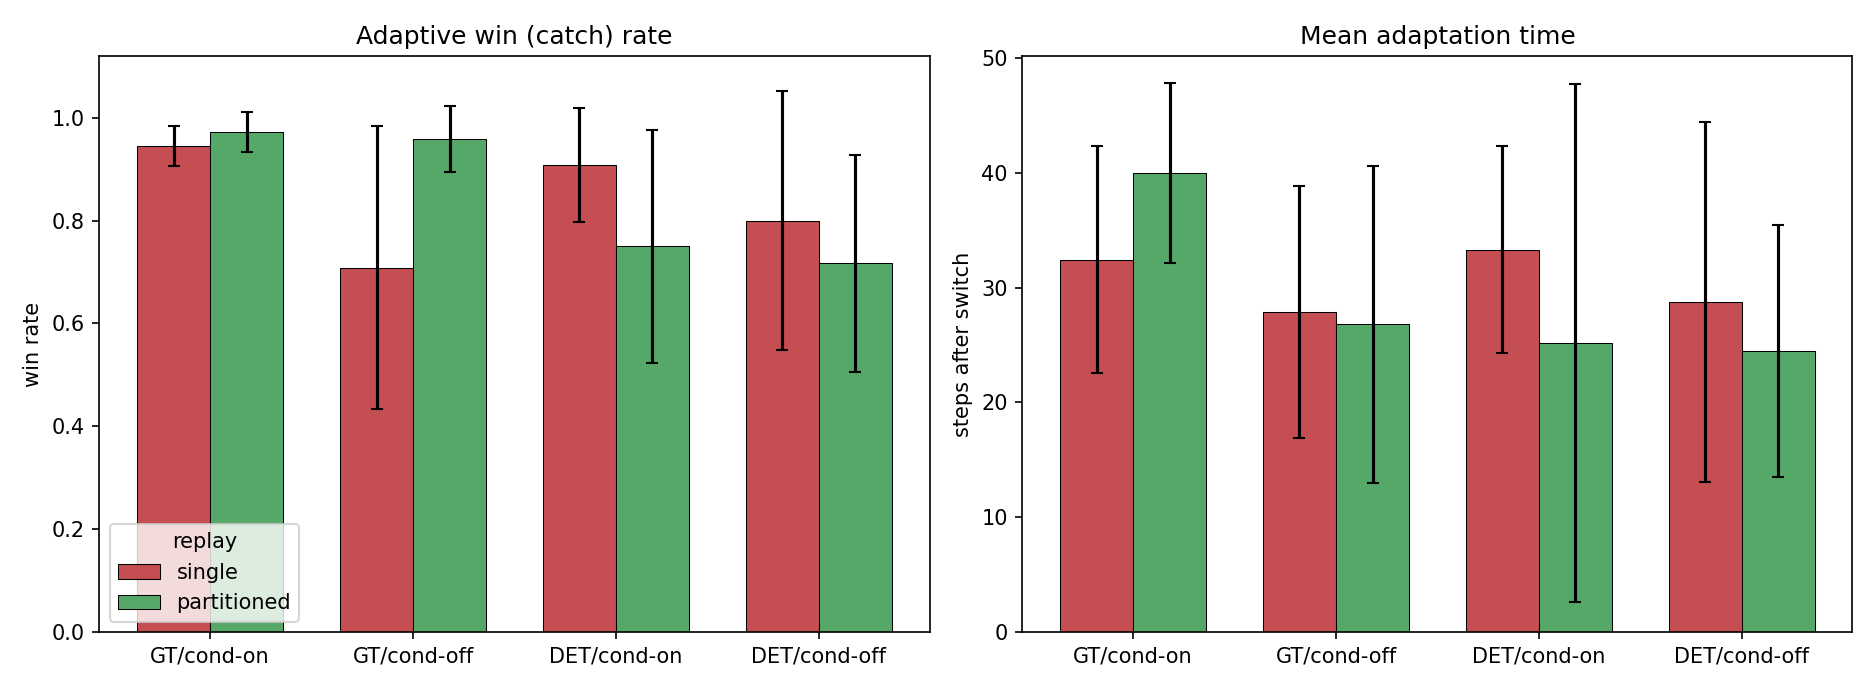 Adaptive win (catch) rate
win rate
1.0
0.8
0.6
0.4
0.2
0.0
replay
single
partitioned
GT/cond-on
GT/cond-off
DET/cond-on
DET/cond-off
Mean adaptation time
steps after switch
50
40
30
20
10
0
GT/cond-on
GT/cond-off
DET/cond-on
DET/cond-off